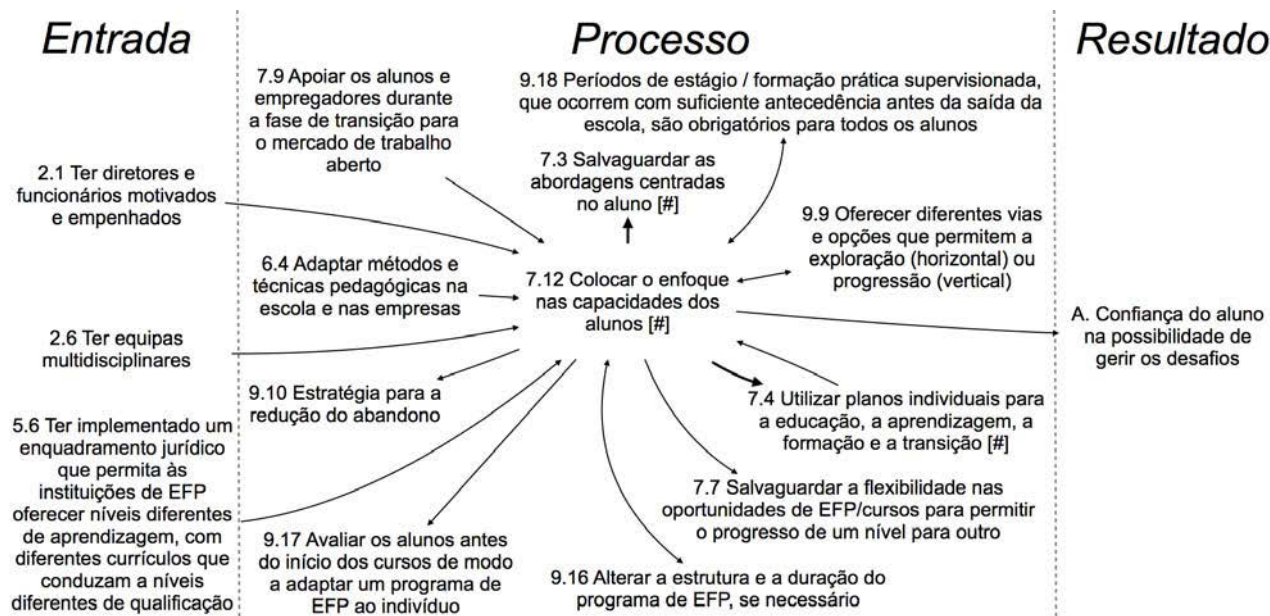 Entrada
Processo
Resultado
2.1 Ter diretores e
funcionários motivados
e empenhados
2.6 Ter equipas
multidisciplinares
5.6 Ter implementado um
enquadramento jurídico
que permita às
instituições de EFP
oferecer níveis diferentes
de aprendizagem, com
diferentes currículos que
conduzam a níveis
diferentes de qualificação
7.9 Apoiar os alunos e
empregadores durante
a fase de transição para
o mercado de trabalho
aberto
9.18 Períodos de estágio / formação prática supervisionada,
que ocorrem com suficiente antecedência antes da saída da
escola, são obrigatórios para todos os alunos
7.3 Salvaguardar as
abordagens centradas
no aluno [#]
9.9 Oferecer diferentes vias
e opções que permitem a
exploração (horizontal) ou
progressão (vertical)
6.4 Adaptar métodos e
técnicas pedagógicas na
escola e nas empresas
7.12 Colocar o enfoque
nas capacidades dos
alunos [#]
9.10 Estratégia para a
redução do abandono
7.4 Utilizar planos individuais para
a educação, a aprendizagem, a
formação e a transição [#]
7.7 Salvaguardar a flexibilidade nas
oportunidades de EFP/cursos para permitir
o progresso de um nível para outro
9.17 Avaliar os alunos antes
do início dos cursos de modo
a adaptar um programa de
EFP ao indivíduo
9.16 Alterar a estrutura e a duração do
programa de EFP, se necessário
A. Confiança do aluno
na possibilidade de
gerir os desafios